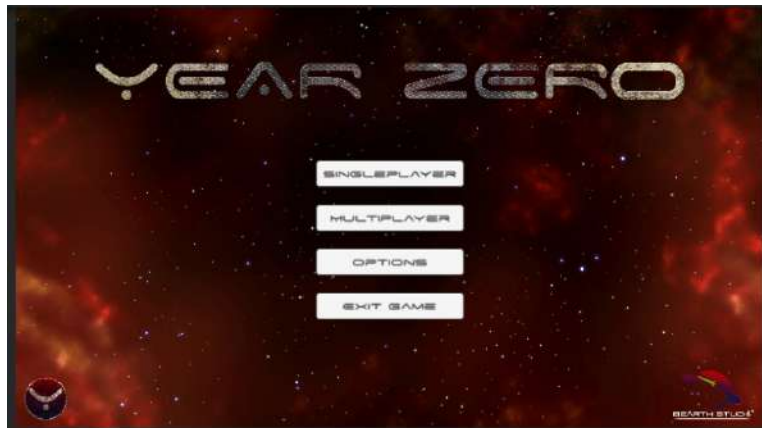 YEAR ZERO
SINGLEPLAYER
MULTIPLAYER
OPTIONS
EXIT GAME